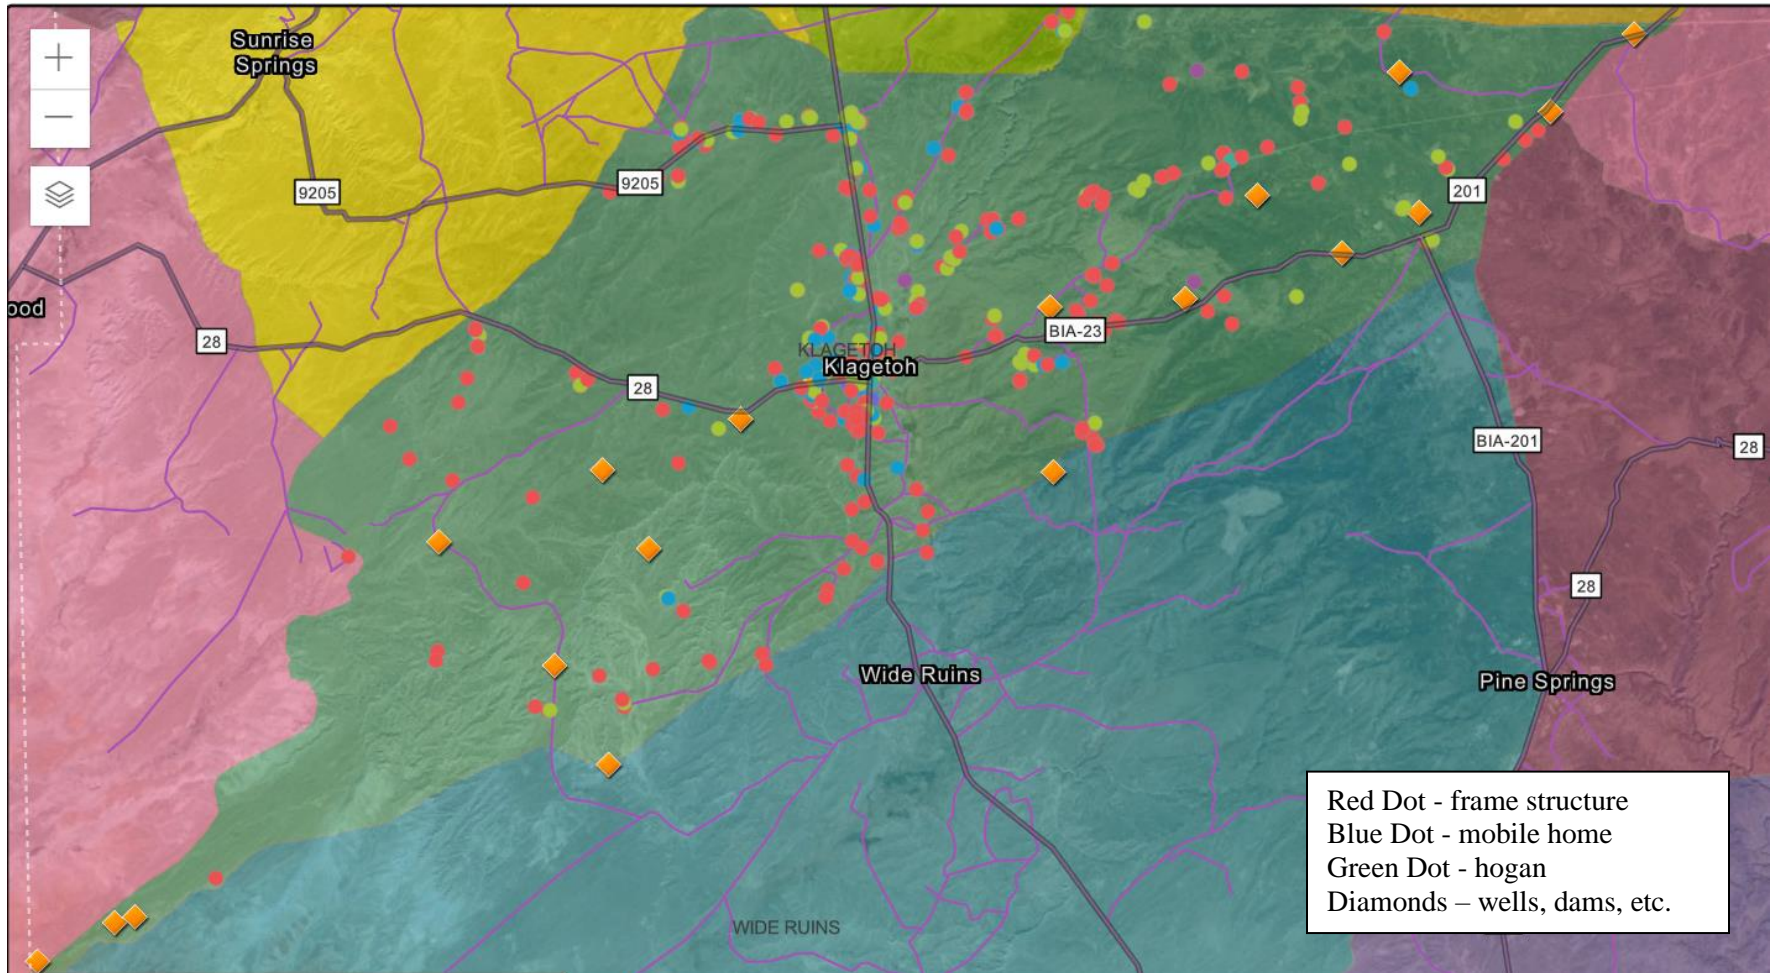 Sunrise
Springs
9205
9205
201
ood
28
BIA-23
KLAGETOH
Klagetoh
28
BIA-201
28
28
Wide Ruins
Pine Springs
WIDE RUINS
Red Dot - frame structure
Blue Dot - mobile home
Green Dot - hogan
Diamonds – wells, dams, etc.